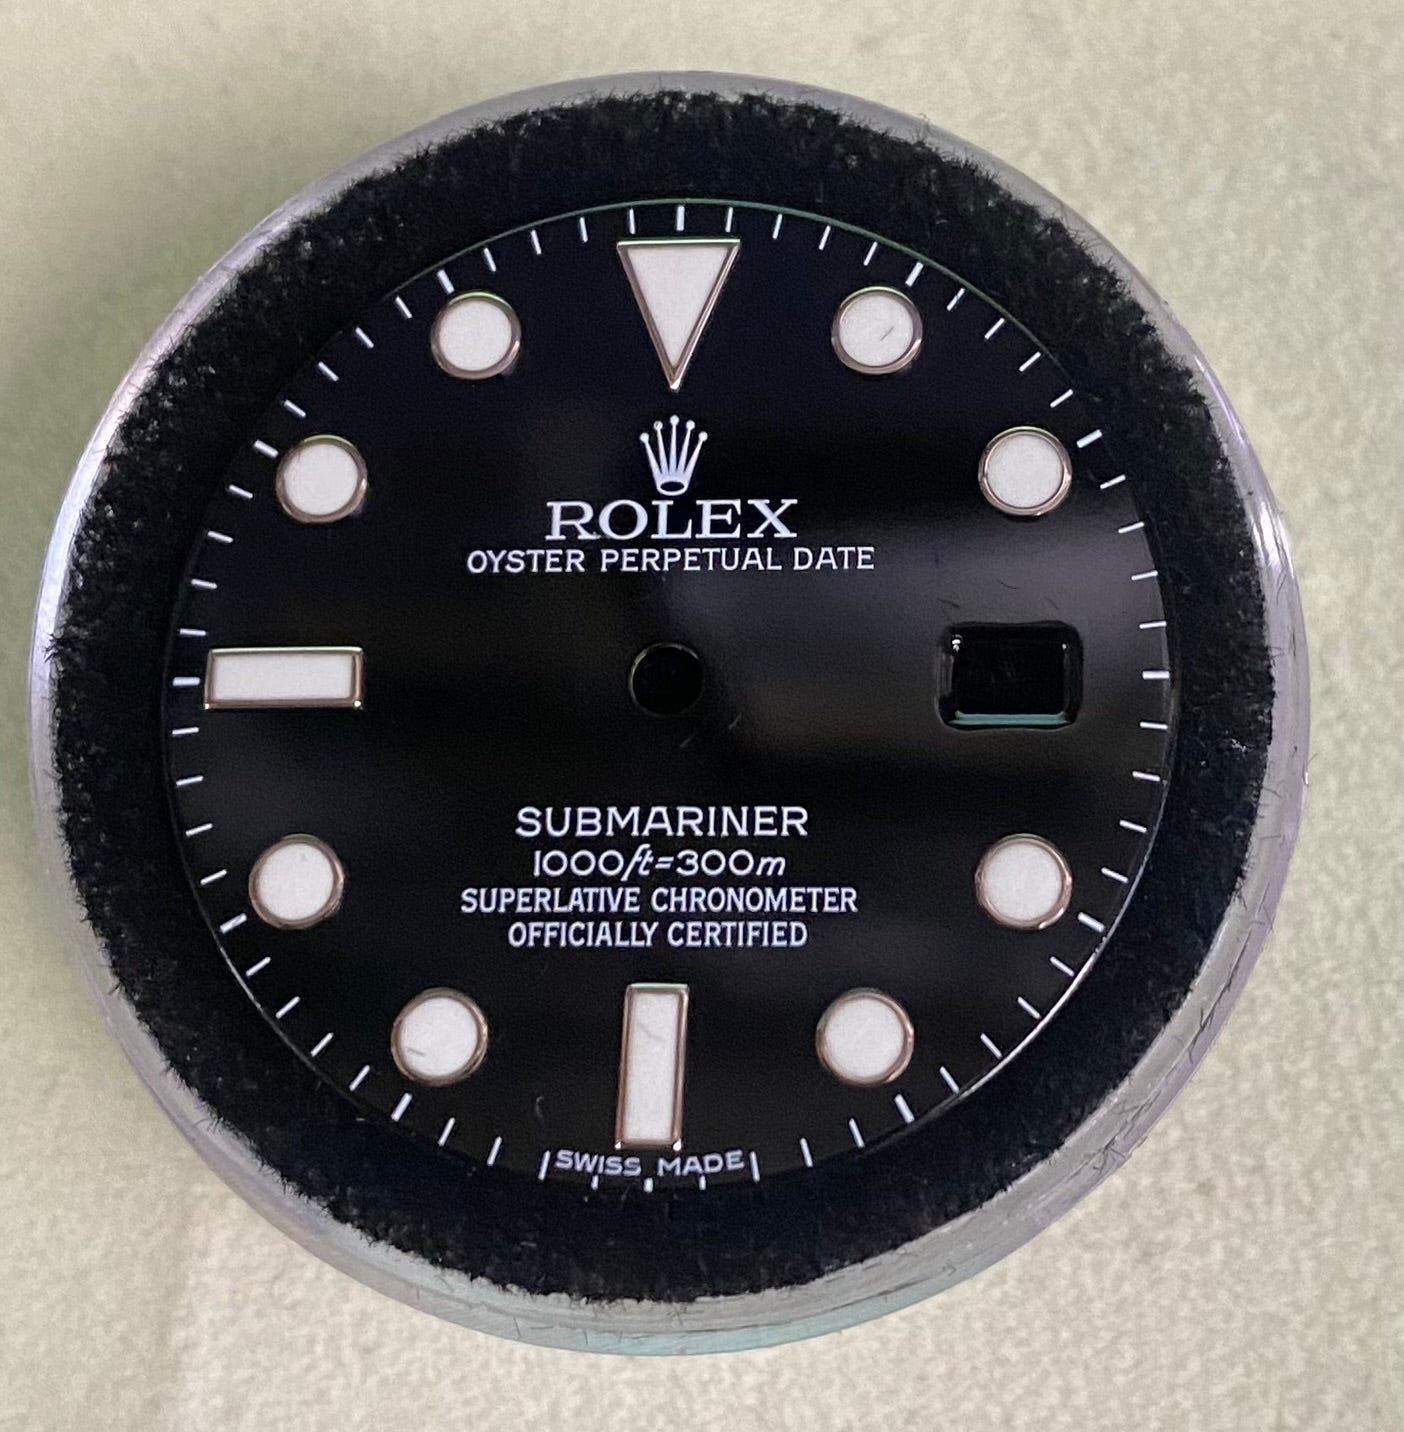 ROLEX
OYSTER PERPETUAL DATE
SUBMARINER
1000ft=300m
SUPERLATIVE CHRONOMETER
OFFICIALLY CERTIFIED
SWISS MADE